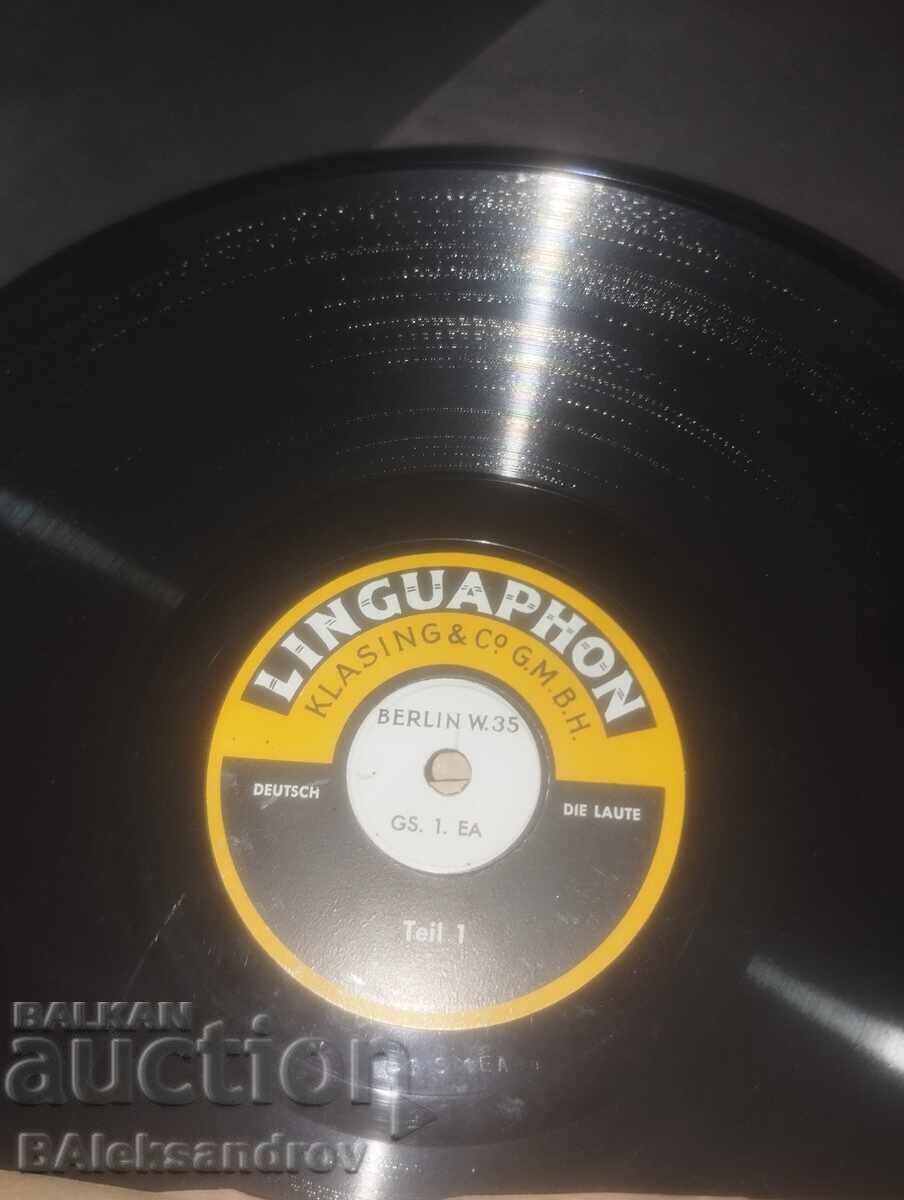 LINGUAPHON
KLASING & Co G.M.B.H.
BERLIN W.35
DEUTSCH
DIE LAUTE
GS. 1. EA
Teil 1
BALKAN
auction
BAleksandrov